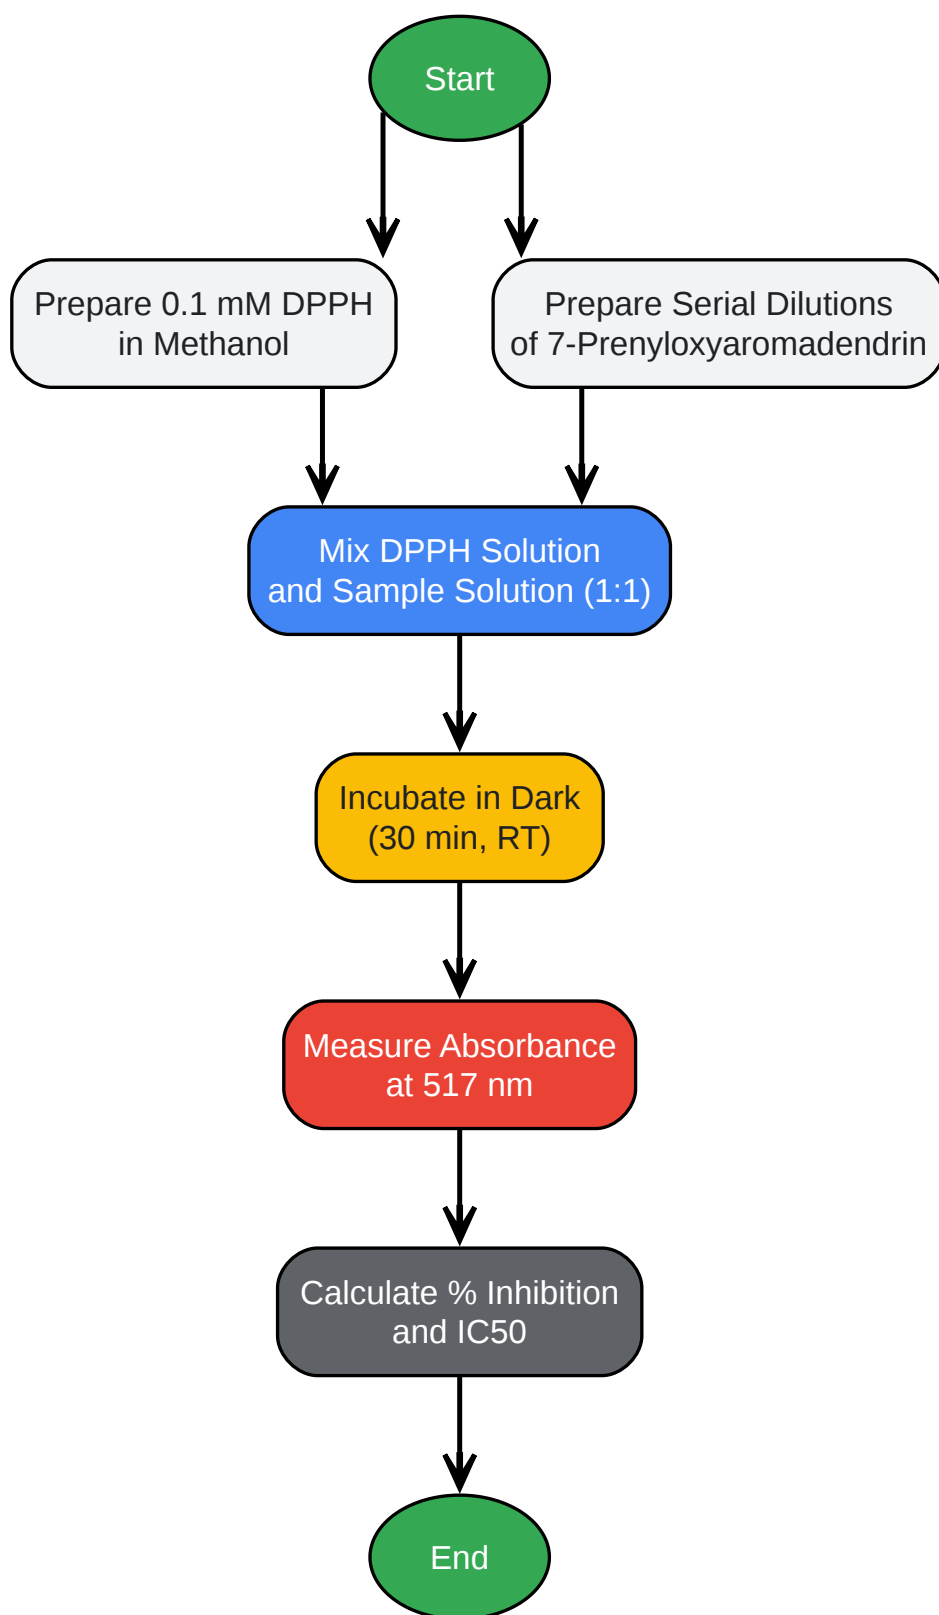 Start
Prepare 0.1 mM DPPH
in Methanol
Prepare Serial Dilutions
of 7-Prenyloxyaromadendrin
Mix DPPH Solution
and Sample Solution (1:1)
Incubate in Dark
(30 min, RT)
Measure Absorbance
at 517 nm
Calculate % Inhibition
and IC50
End